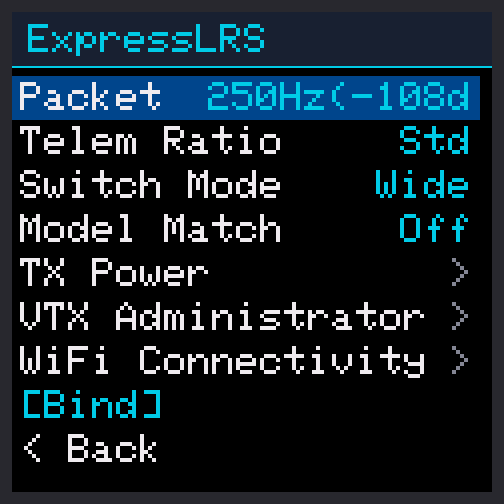 ExpressLRS
Packet 250Hz(-108d
Telem Ratio Std
Switch Mode Wide
Model Match Off
TX Power >
VTX Administrator >
WiFi Connectivity >
[Bind]
< Back